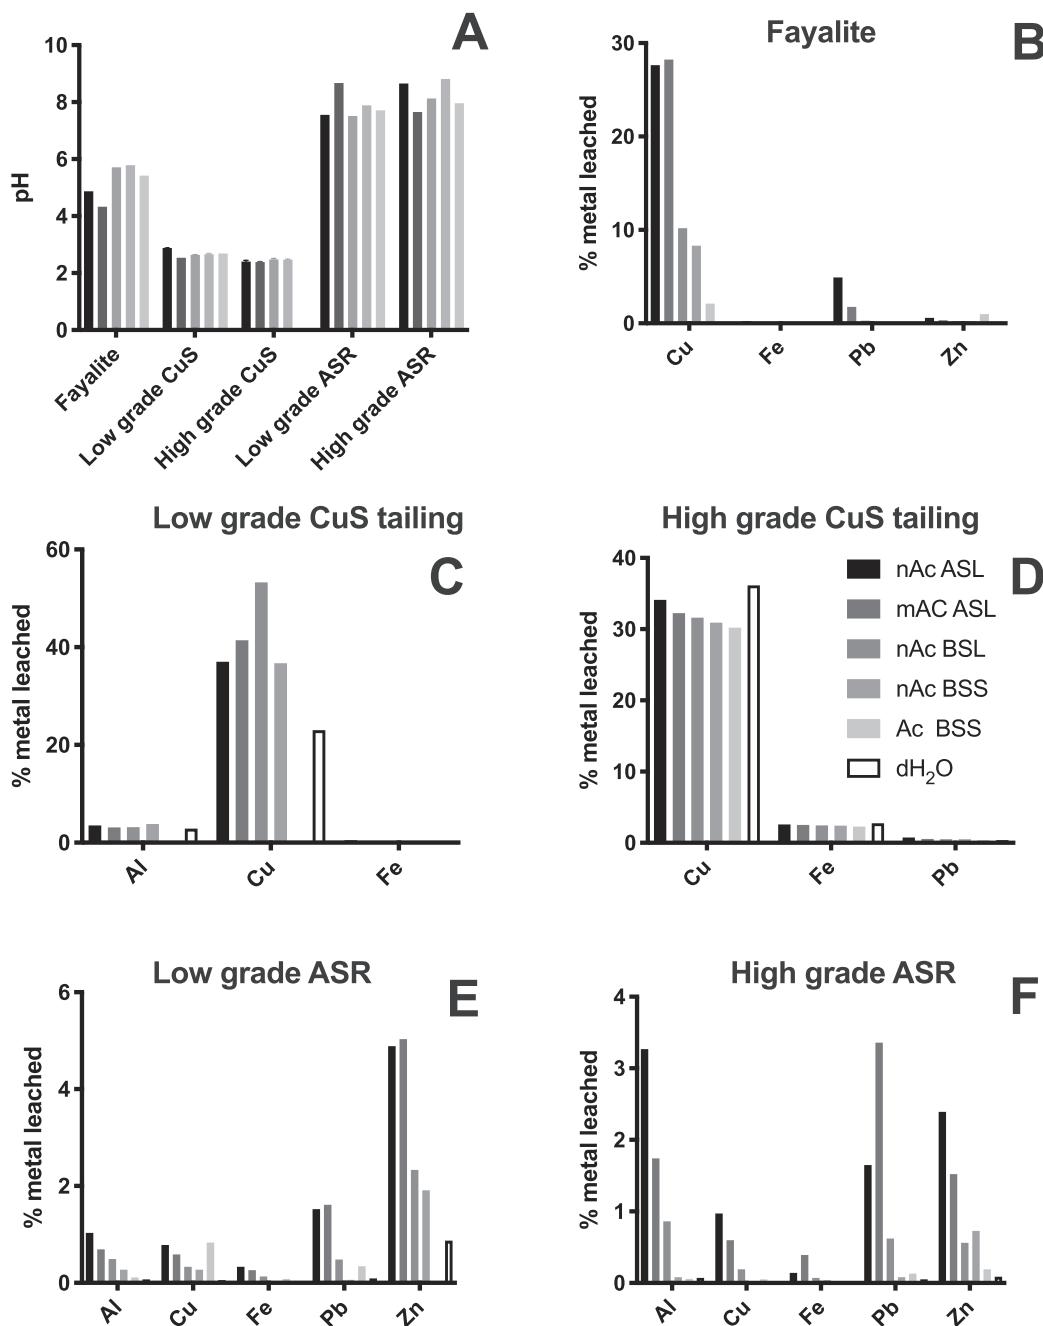 A
10
8
6
4
2
0
pH
Fayalite
Low grade CuS
High grade CuS
Low grade ASR
High grade ASR
Fayalite
B
30
20
10
0
% metal leached
Cu
Fe
Pb
Zn
Low grade CuS tailing
C
60
40
20
0
% metal leached
Al
Cu
Fe
High grade CuS tailing
D
40
30
20
10
0
% metal leached
Cu
Fe
Pb
nAc ASL
mAC ASL
nAc BSL
nAc BSS
Ac BSS
dH₂O
Low grade ASR
E
6
4
2
0
% metal leached
Al
Cu
Fe
Pb
Zn
High grade ASR
F
4
3
2
1
0
% metal leached
Al
Cu
Fe
Pb
Zn